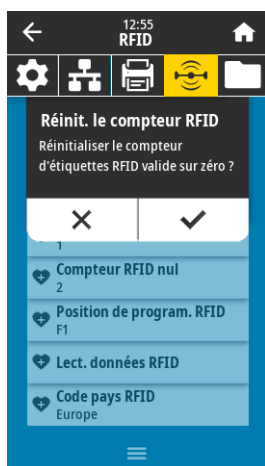 12:55
RFID
Réinit. le compteur RFID
Réinitialiser le compteur
d'étiquettes RFID valide sur zéro ?
1
Compteur RFID nul
2
Position de program. RFID
F1
Lect. données RFID
Code pays RFID
Europe